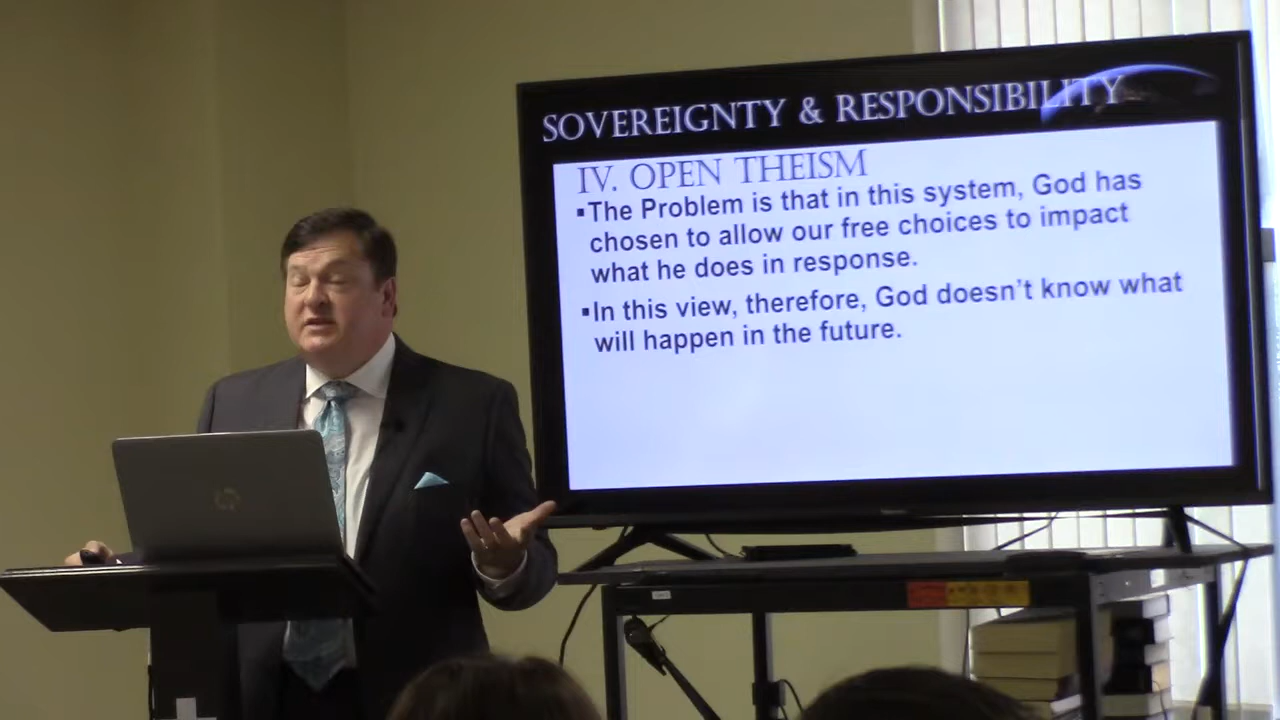 SOVEREIGNTY & RESPONSIBILITY
IV. OPEN THEISM
▪The Problem is that in this system, God has
chosen to allow our free choices to impact
what he does in response.
▪In this view, therefore, God doesn't know what
will happen in the future.
hp